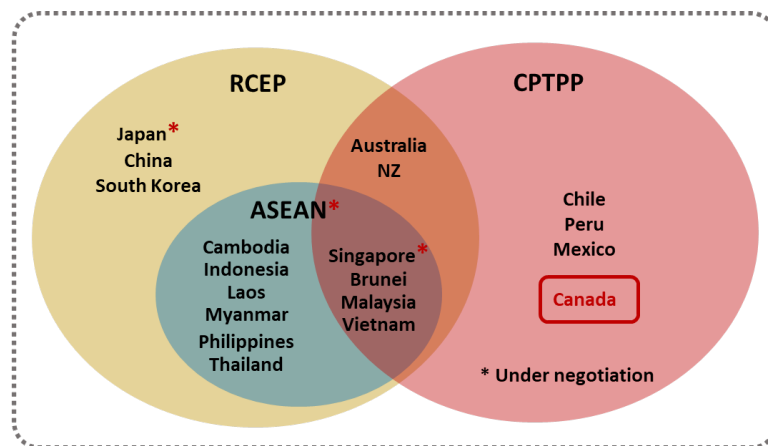 RCEP
CPTPP
Japan*
China
South Korea
Australia
NZ
ASEAN*
Cambodia
Indonesia
Laos
Myanmar
Philippines
Thailand
Singapore*
Brunei
Malaysia
Vietnam
Chile
Peru
Mexico
Canada
* Under negotiation